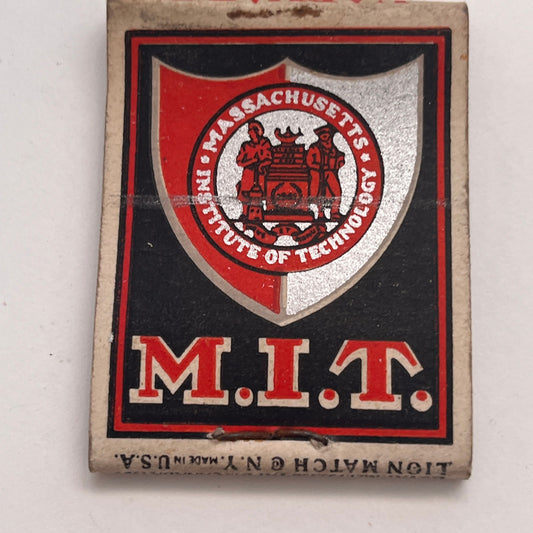 MASSACHUSETTS
INSTITUTE OF TECHNOLOGY
M.I.T.
LION MATCH © N.Y. MADE IN U.S.A.